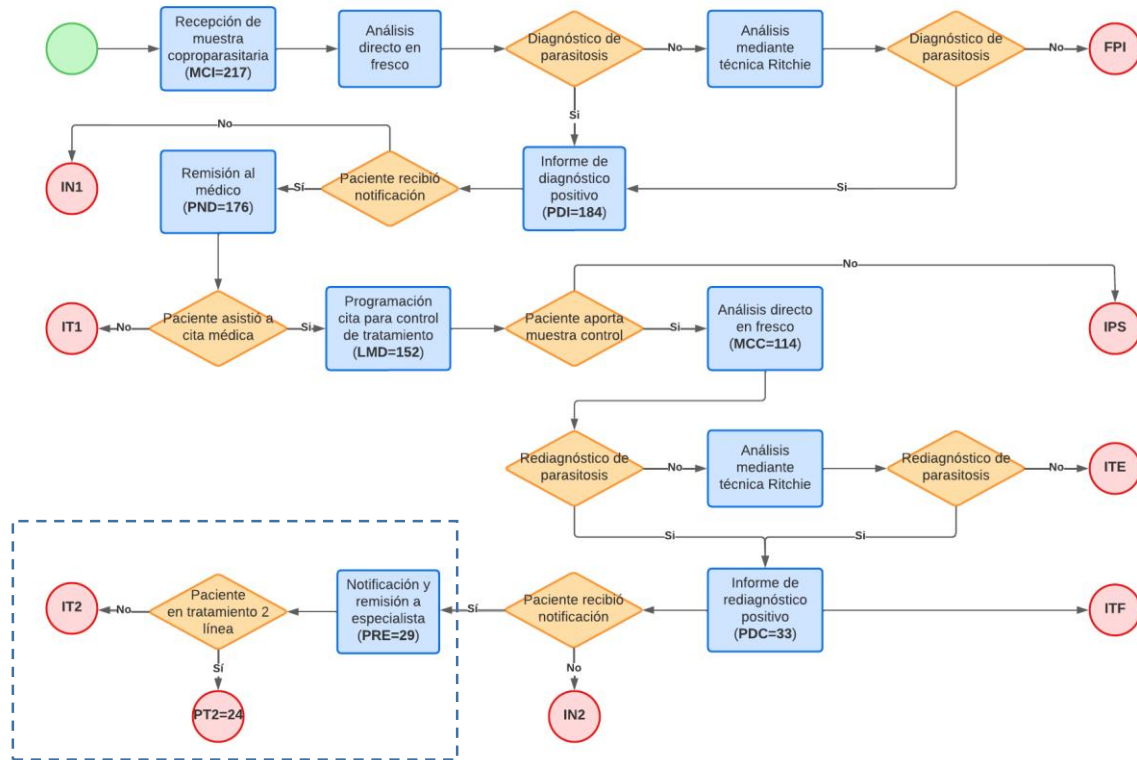 Recepción de
muestra
coproparasitaria
(MCI=217)
Análisis
directo en
fresco
Diagnóstico de
parasitosis
No
Análisis
mediante
técnica Ritchie
Diagnóstico de
parasitosis
No
FPI
Si
Si
No
IN1
Remisión al
médico
(PND=176)
Sí
Paciente recibió
notificación
Informe de
diagnóstico
positivo
(PDI=184)
IT1
No
Paciente asistió a
cita médica
Si
Programación
cita para control
de tratamiento
(LMD=152)
Paciente aporta
muestra control
No
Si
Análisis directo
en fresco
(MCC=114)
IPS
Rediagnóstico de
parasitosis
No
Análisis
mediante
técnica Ritchie
Rediagnóstico de
parasitosis
No
ITE
Si
Si
IT2
No
Paciente
en tratamiento 2
línea
Notificación y
remisión a
especialista
(PRE=29)
Sí
Paciente recibió
notificación
Informe de
rediagnóstico
positivo
(PDC=33)
ITF
Sí
No
PT2=24
IN2